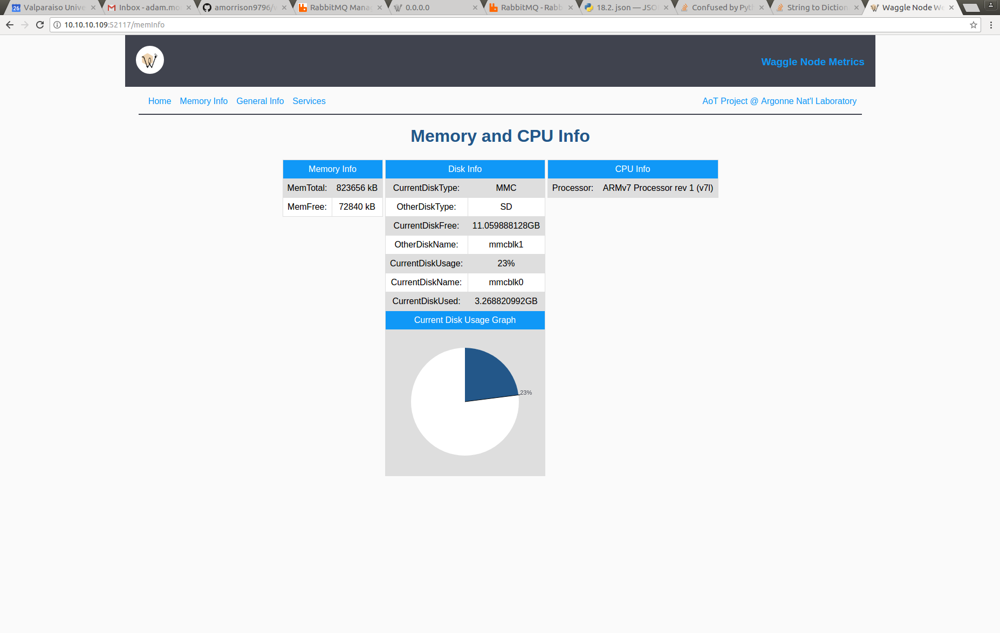 26 Valparaiso Unive
Inbox - adam.mo
amorrison9796/v
RabbitMQ Mana
0.0.0.0
RabbitMQ - Rabb
18.2. json — JSO
Confused by Pyt
String to Diction
Waggle Node We
10.10.10.109:52117/memInfo
W
Waggle Node Metrics
Home Memory Info General Info Services AoT Project @ Argonne Nat'l Laboratory
Memory and CPU Info
Memory Info
MemTotal: 823656 kB
MemFree: 72840 kB
Disk Info
CurrentDiskType: MMC
OtherDiskType: SD
CurrentDiskFree: 11.059888128GB
OtherDiskName: mmcblk1
CurrentDiskUsage: 23%
CurrentDiskName: mmcblk0
CurrentDiskUsed: 3.268820992GB
Current Disk Usage Graph
23%
CPU Info
Processor: ARMv7 Processor rev 1 (v7l)